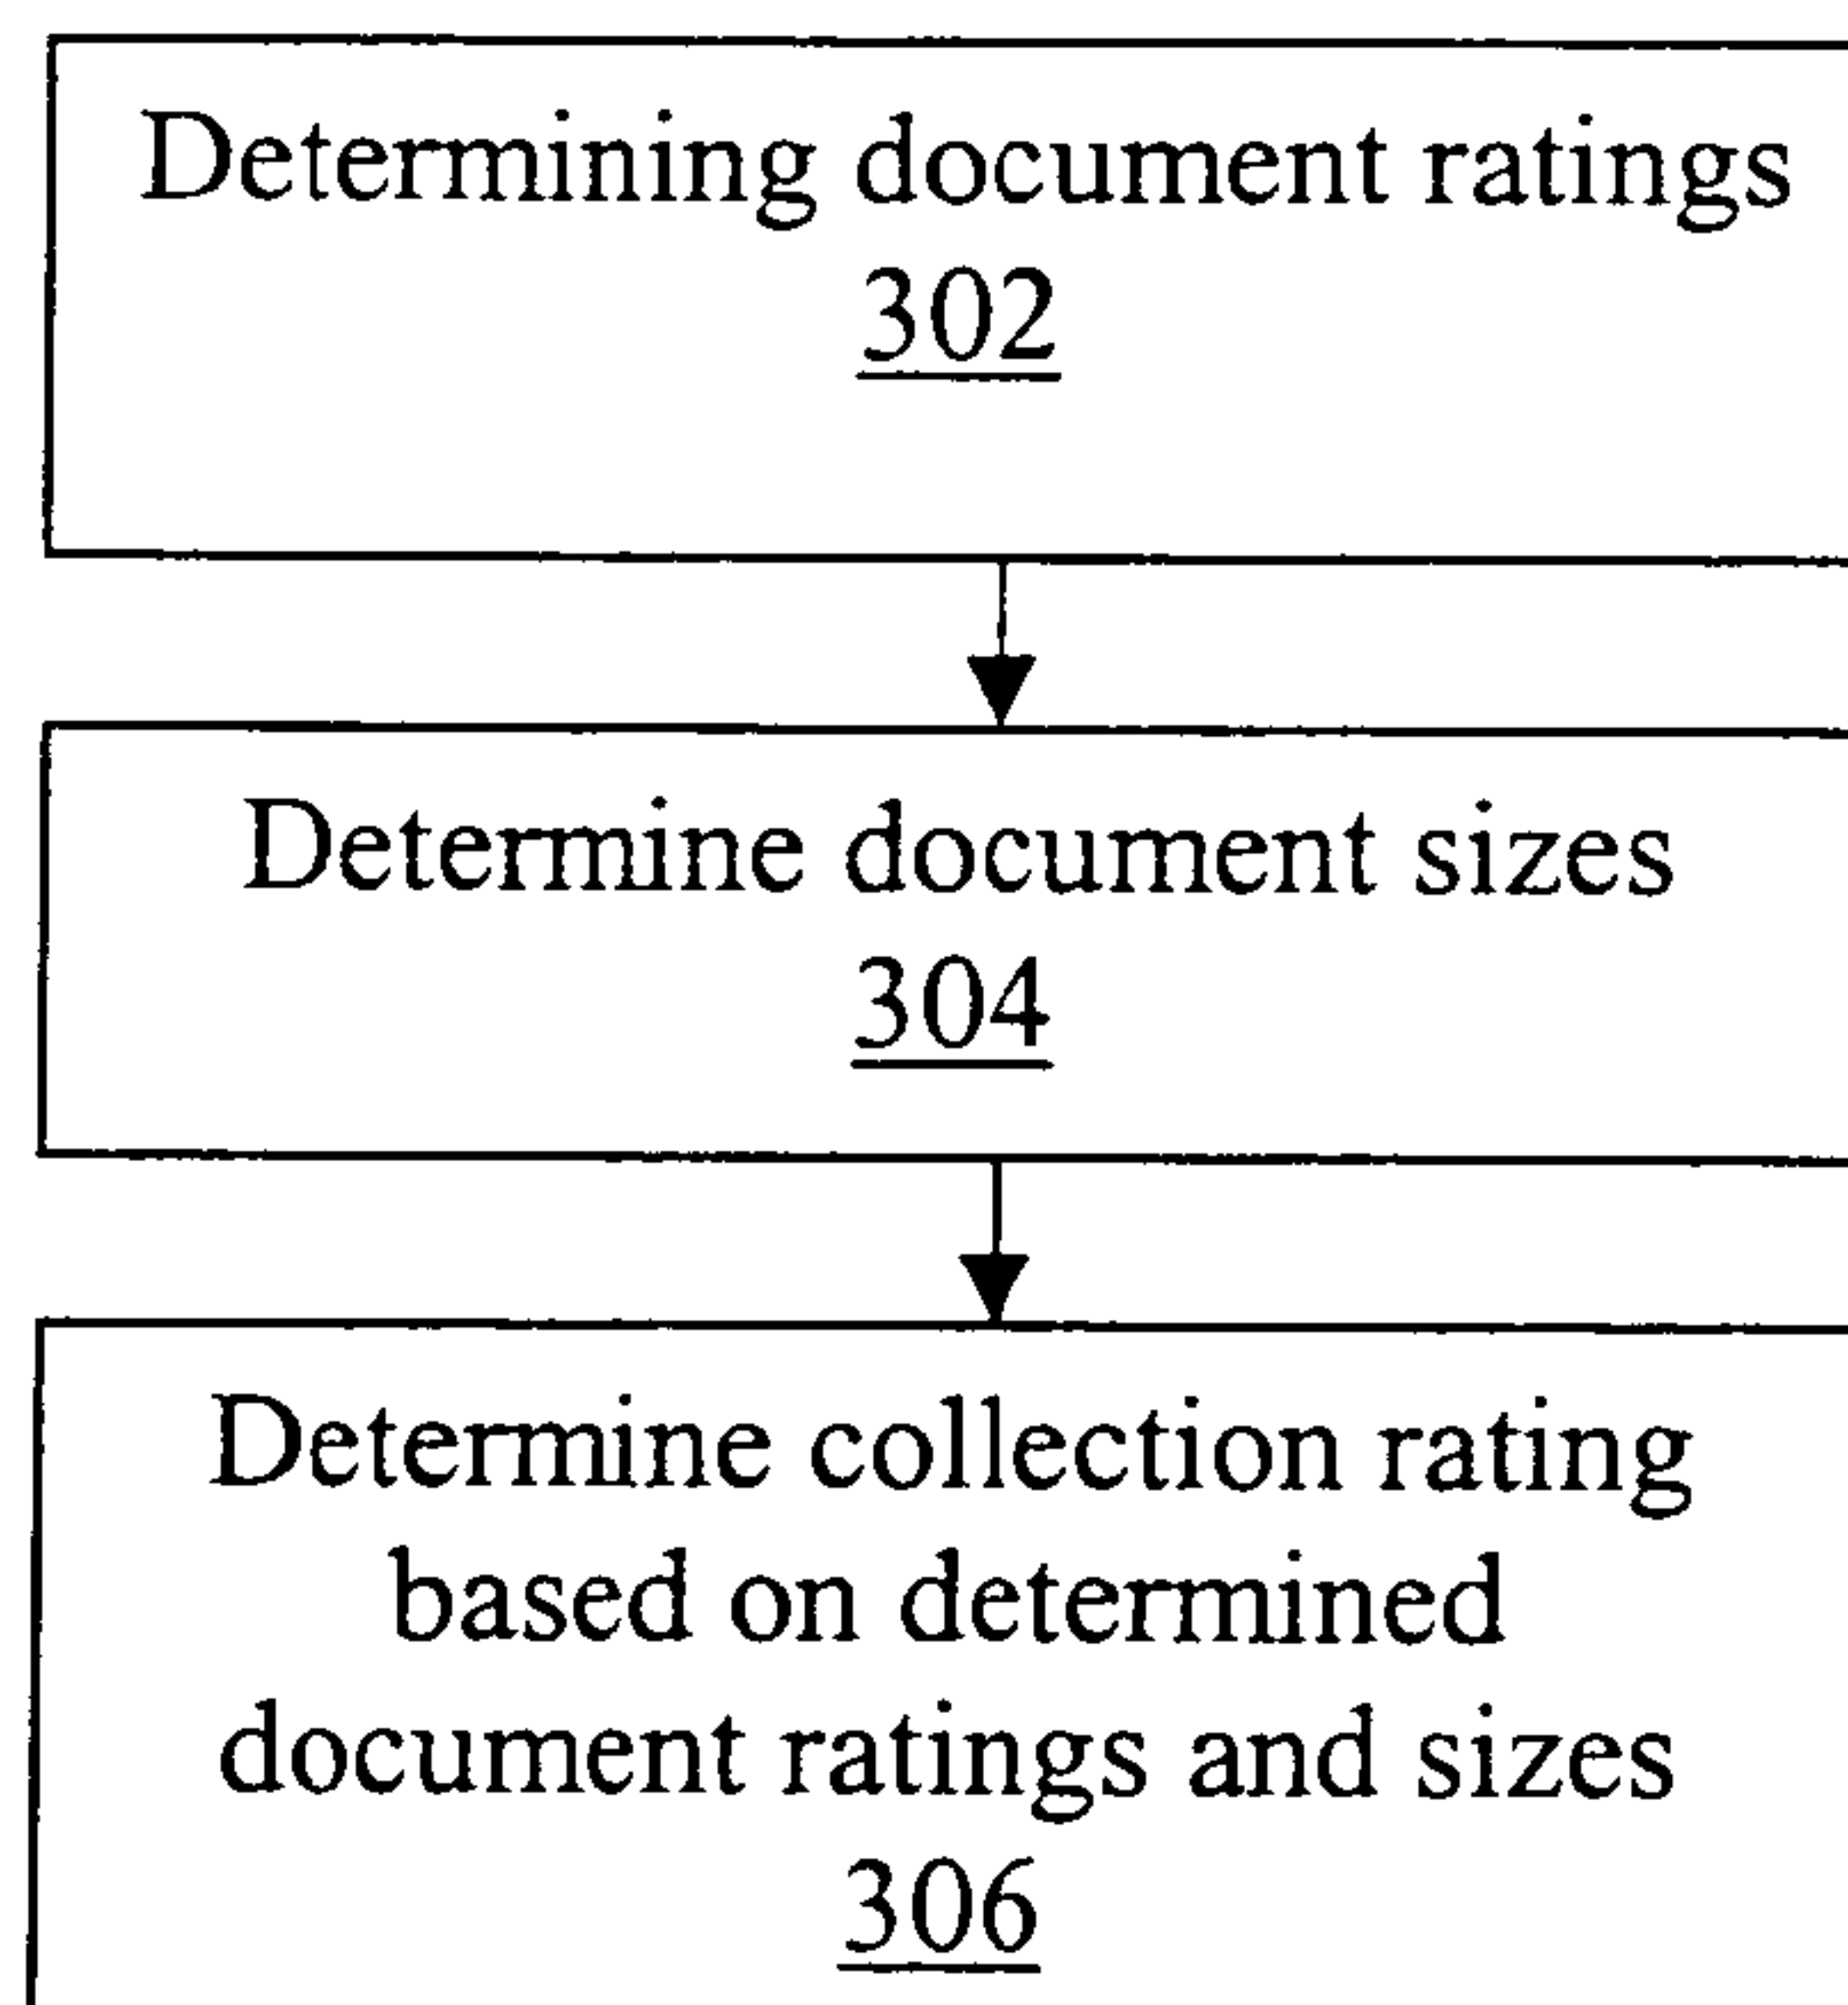 Determining document ratings
302
Determine document sizes
304
Determine collection rating
based on determined
document ratings and sizes
306